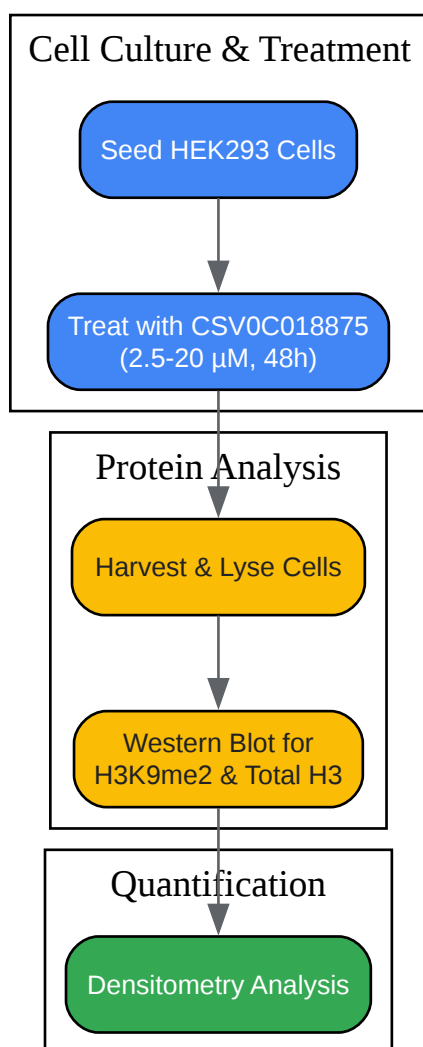 Cell Culture & Treatment
Seed HEK293 Cells
Treat with CSV0C018875
(2.5-20 µM, 48h)
Protein Analysis
Harvest & Lyse Cells
Western Blot for
H3K9me2 & Total H3
Quantification
Densitometry Analysis